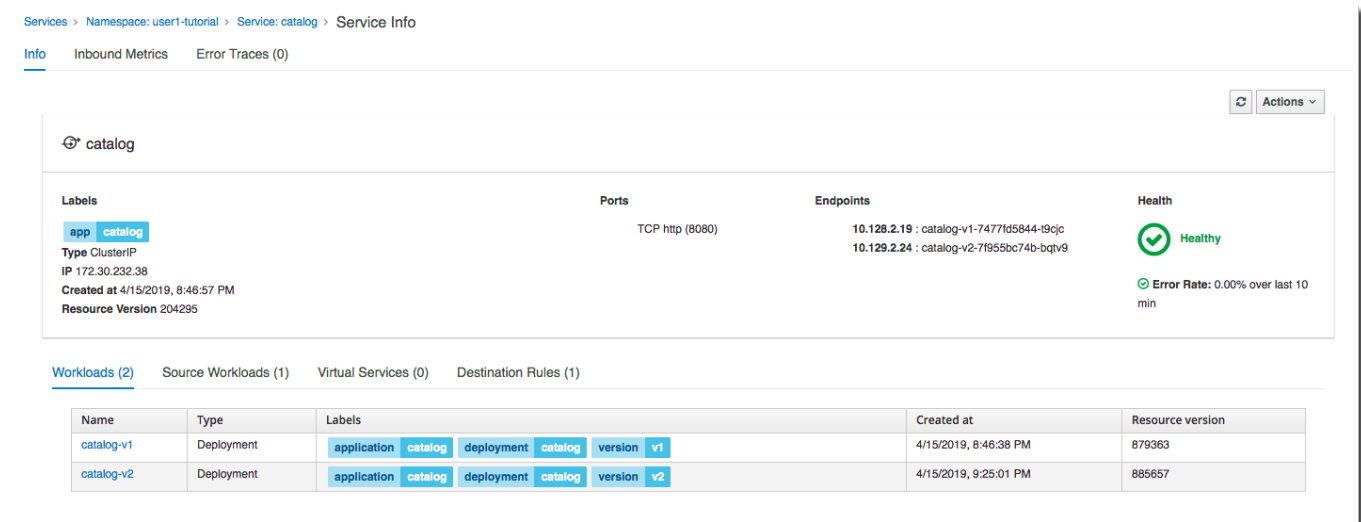 Services > Namespace: user1-tutorial > Service: catalog > Service Info
Info Inbound Metrics Error Traces (0)
Actions
catalog
Labels Ports Endpoints Health
app catalog
TCP http (8080)
10.128.2.19 : catalog-v1-7477fd5844-t9cjc
10.129.2.24 : catalog-v2-7f955bc74b-bqtv9
Healthy
Type ClusterIP
IP 172.30.232.38
Created at 4/15/2019, 8:46:57 PM
Resource Version 204295
Error Rate: 0.00% over last 10
min
Workloads (2) Source Workloads (1) Virtual Services (0) Destination Rules (1)
Name Type Labels Created at Resource version
catalog-v1 Deployment application catalog deployment catalog version v1 4/15/2019, 8:46:38 PM 879363
catalog-v2 Deployment application catalog deployment catalog version v2 4/15/2019, 9:25:01 PM 885657